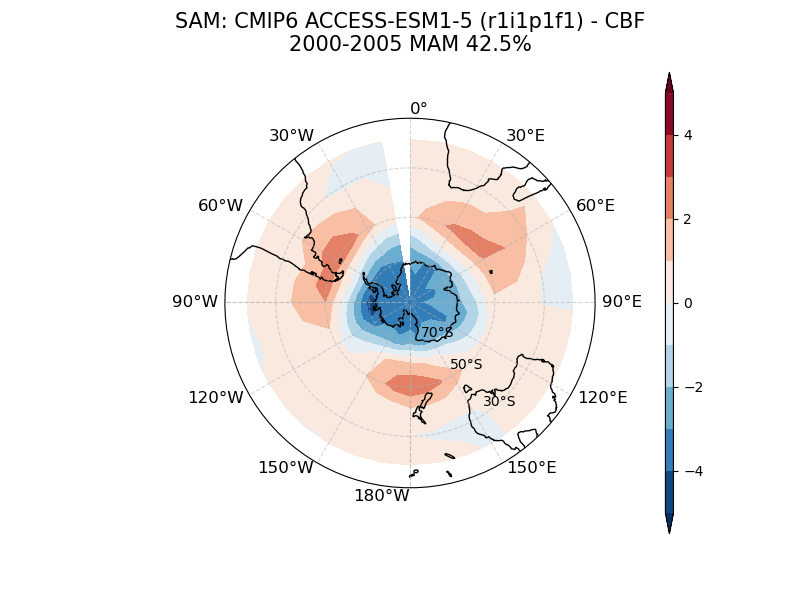 SAM: CMIP6 ACCESS-ESM1-5 (r1i1p1f1) - CBF
2000-2005 MAM 42.5%
0°
30°W
30°E
60°W
60°E
90°W
90°E
120°W
120°E
150°W
150°E
180°W
70°S
50°S
30°S
4
2
0
−2
−4